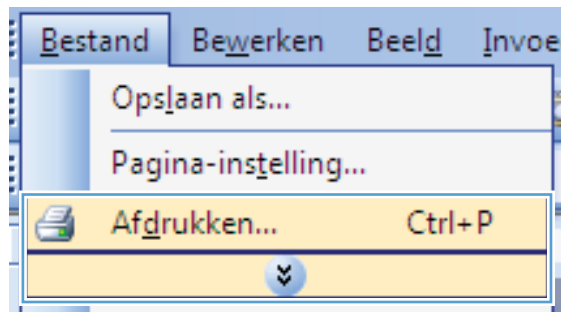 Bestand Bewerken Beeld Invoe
Opslaan als...
Pagina-instelling...
Afdrukken... Ctrl+P